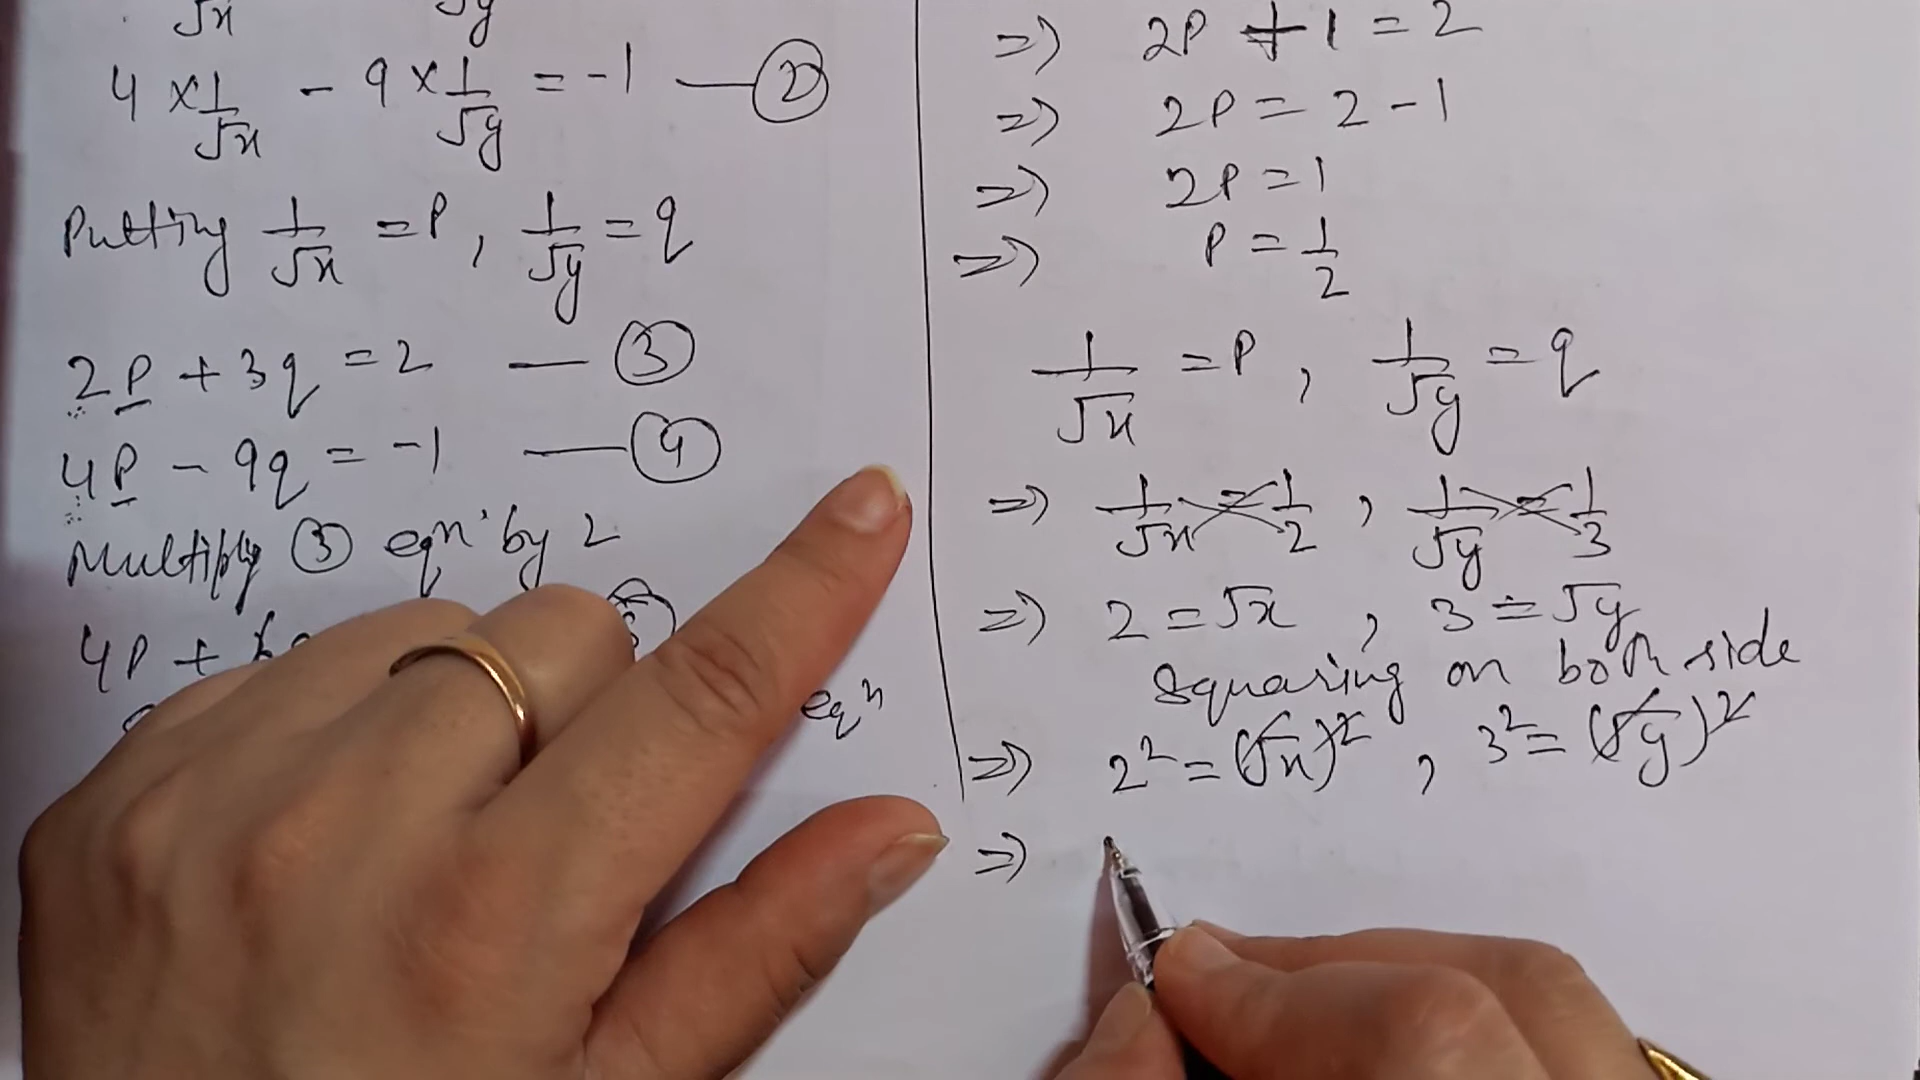 √x √y
4 × 1/√x - 9 × 1/√y = -1 — ②
Putting 1/√x = P, 1/√y = q
2P + 3q = 2 — ③
4P - 9q = -1 — ④
Multiply ③ eqn. by 2
4P + 6
eqn
=> 2P + 1 = 2
=> 2P = 2 - 1
=> 2P = 1
=> P = 1/2
1/√x = P, 1/√y = q
=> 1/√x = 1/2, 1/√y = 1/3
=> 2 = √x, 3 = √y
Squaring on both side
=> 2² = (√x)², 3² = (√y)²
=>